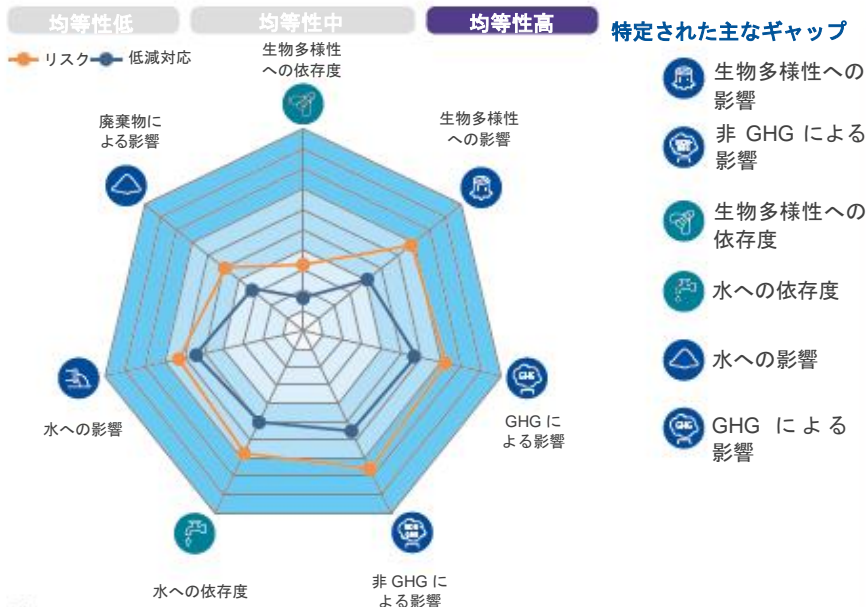 均等性低
均等性中
均等性高
特定された主なギャップ
リスク
低減対応
生物多様性
への依存度
生物多様性
への影響
GHG に
よる影響
非 GHG に
よる影響
水への依存度
水への影響
廃棄物に
よる影響
GHG
NON
GHG
生物多様性への
影響
非 GHG による
影響
生物多様性への
依存度
水への依存度
水への影響
GHG による
影響
GHG